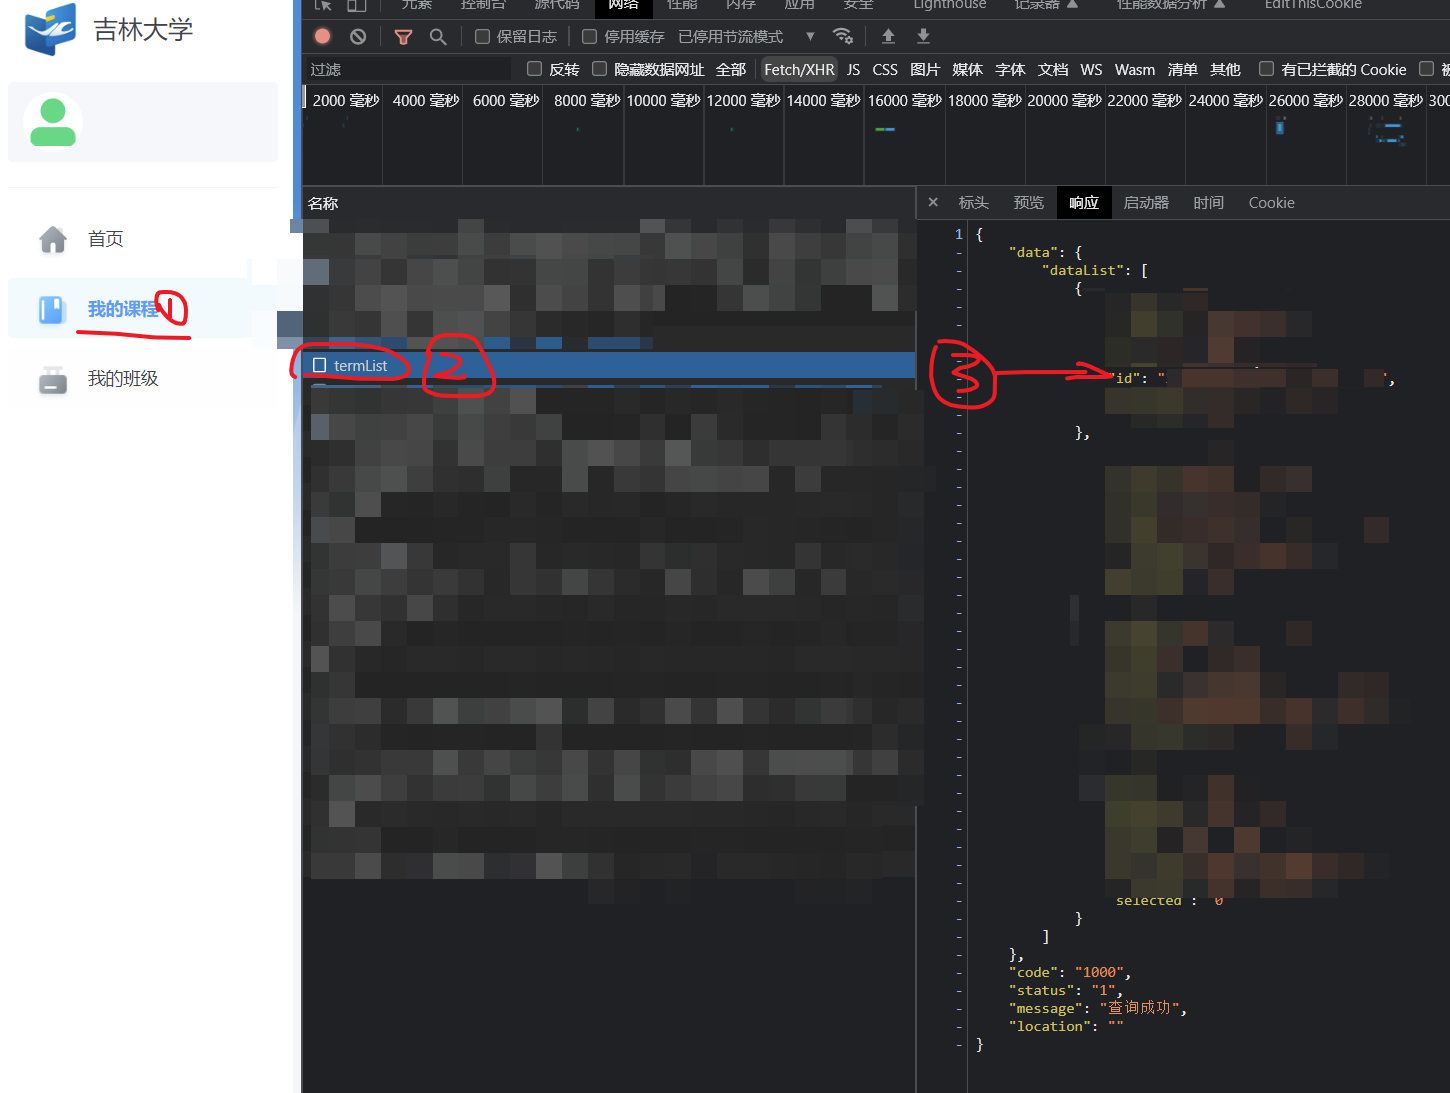 吉林大学
首页
我的课程 1
我的班级
元素 控制台 源代码 网络 性能 内存 应用 安全 Lighthouse 记录器 性能数据分析 EditThisCookie
保留日志 停用缓存 已停用节流模式
过滤 反转 隐藏数据网址 全部 Fetch/XHR JS CSS 图片 媒体 字体 文档 WS Wasm 清单 其他 有已拦截的 Cookie
2000 毫秒 4000 毫秒 6000 毫秒 8000 毫秒 10000 毫秒 12000 毫秒 14000 毫秒 16000 毫秒 18000 毫秒 20000 毫秒 22000 毫秒 24000 毫秒 26000 毫秒 28000 毫秒
名称
termList 2
× 标头 预览 响应 启动器 时间 Cookie
1 {
- "data": {
- "dataList": [
- {
3
- "id": "
- },
- selected : 0
- }
- ]
- },
- "code": "1000",
- "status": "1",
- "message": "查询成功",
- "location": ""
- }